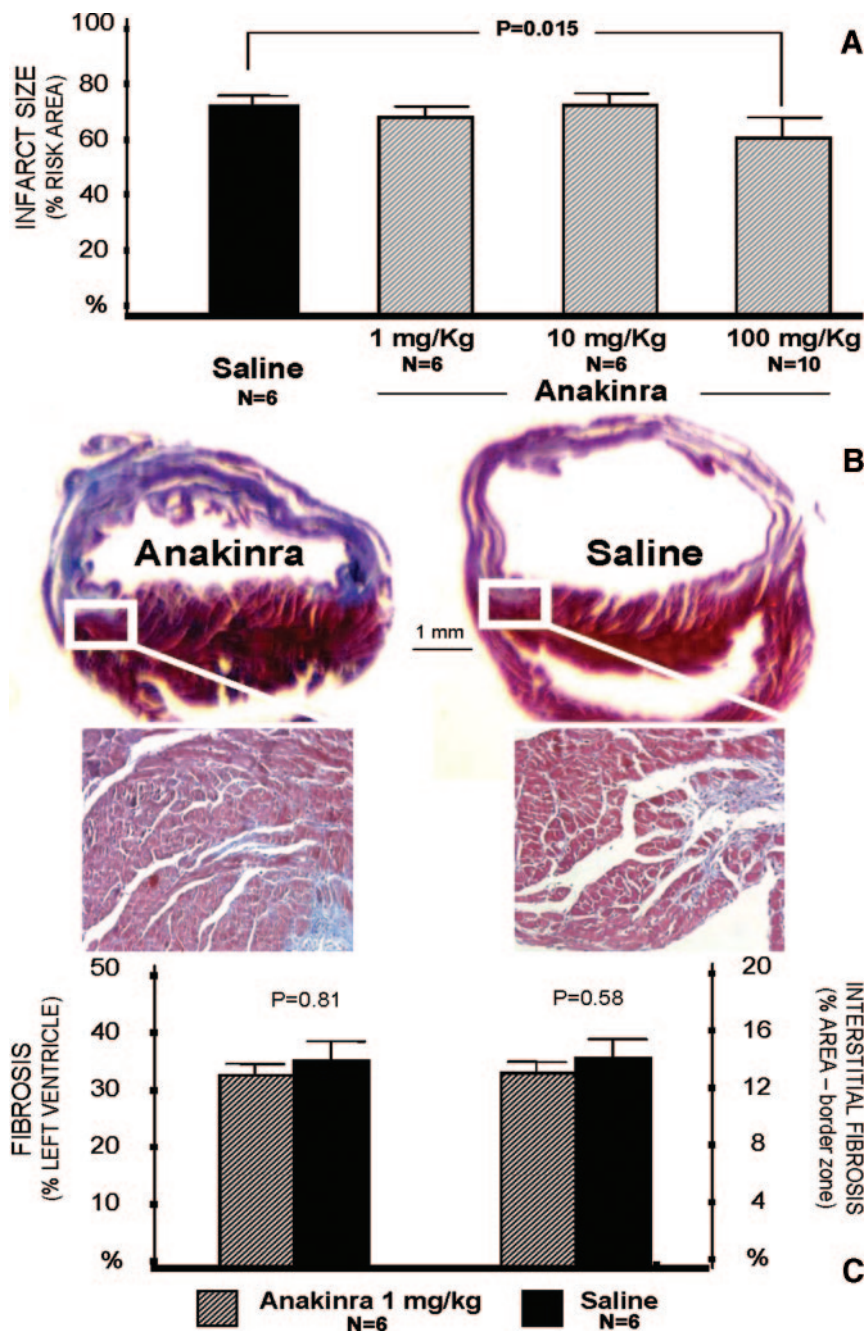 100
80
60
40
20
%
INFARCT SIZE
(% RISK AREA)
P=0.015
A
Saline
N=6
1 mg/Kg
N=6
10 mg/Kg
N=6
100 mg/Kg
N=10
Anakinra
B
Anakinra
Saline
1 mm
50
40
30
20
10
%
FIBROSIS
(% LEFT VENTRICLE)
P=0.81
P=0.58
20
16
12
8
4
%
INTERSTITIAL FIBROSIS
(% AREA – border zone)
C
Anakinra 1 mg/kg
N=6
Saline
N=6